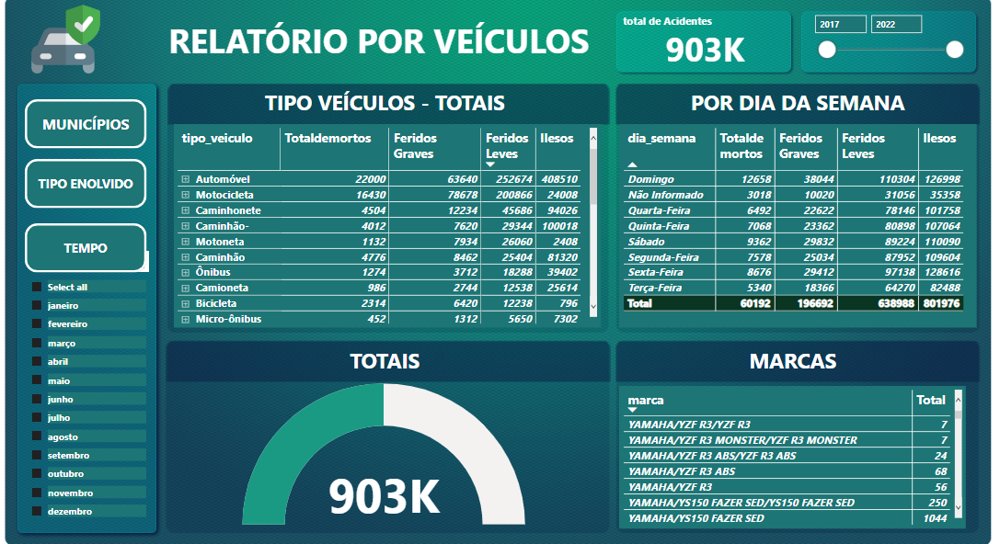 RELATÓRIO POR VEÍCULOS
total de Acidentes
903K
2017 2022
MUNICÍPIOS
TIPO ENOLVIDO
TEMPO
Select all
janeiro
fevereiro
março
abril
maio
junho
julho
agosto
setembro
outubro
novembro
dezembro
TIPO VEÍCULOS - TOTAIS
tipo_veiculo Totaldemortos Feridos Graves Feridos Leves Ilesos
Automóvel 22000 63640 252674 408510
Motocicleta 16430 78678 200866 24008
Caminhonete 4504 12234 45686 94026
Caminhão- 4012 7620 29344 100018
Motoneta 1132 7934 26060 2408
Caminhão 4776 8462 25404 81320
Ônibus 1274 3712 18288 39402
Camioneta 986 2744 12538 25614
Bicicleta 2314 6420 12238 796
Micro-ônibus 452 1312 5650 7302
POR DIA DA SEMANA
dia_semana Totalde mortos Feridos Graves Feridos Leves Ilesos
Domingo 12658 38044 110304 126998
Não Informado 3018 10020 31056 35358
Quarta-Feira 6492 22622 78146 101758
Quinta-Feira 7068 23362 80898 107064
Sábado 9362 29832 89224 110090
Segunda-Feira 7578 25034 87952 109604
Sexta-Feira 8676 29412 97138 128616
Terça-Feira 5340 18366 64270 82488
Total 60192 196692 638988 801976
TOTAIS
903K
MARCAS
marca Total
YAMAHA/YZF R3/YZF R3 7
YAMAHA/YZF R3 MONSTER/YZF R3 MONSTER 7
YAMAHA/YZF R3 ABS/YZF R3 ABS 24
YAMAHA/YZF R3 ABS 68
YAMAHA/YZF R3 56
YAMAHA/YS150 FAZER SED/YS150 FAZER SED 250
YAMAHA/YS150 FAZER SED 1044